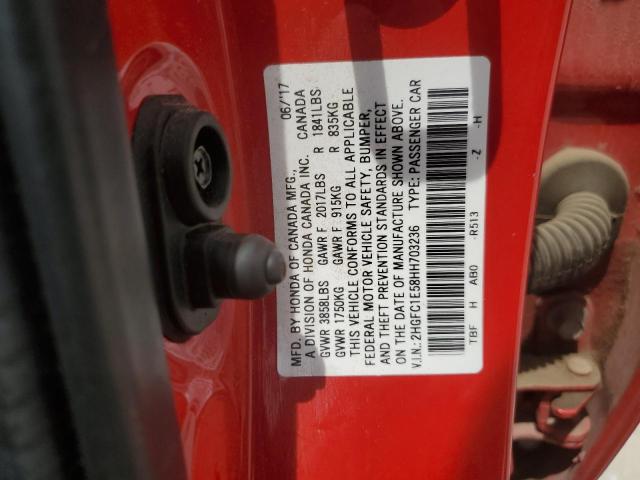 MFD. BY HONDA OF CANADA MFG., 06/'17
A DIVISION OF HONDA CANADA INC. CANADA
GVWR 3858LBS GAWR F 2017LBS R 1841LBS
GVWR 1750KG GAWR F 915KG R 835KG
THIS VEHICLE CONFORMS TO ALL APPLICABLE
FEDERAL MOTOR VEHICLE SAFETY, BUMPER,
AND THEFT PREVENTION STANDARDS IN EFFECT
ON THE DATE OF MANUFACTURE SHOWN ABOVE.
V.I.N.: 2HGFC1E58HH703236 TYPE: PASSENGER CAR
TBF H AB0 -R513 -Z -H